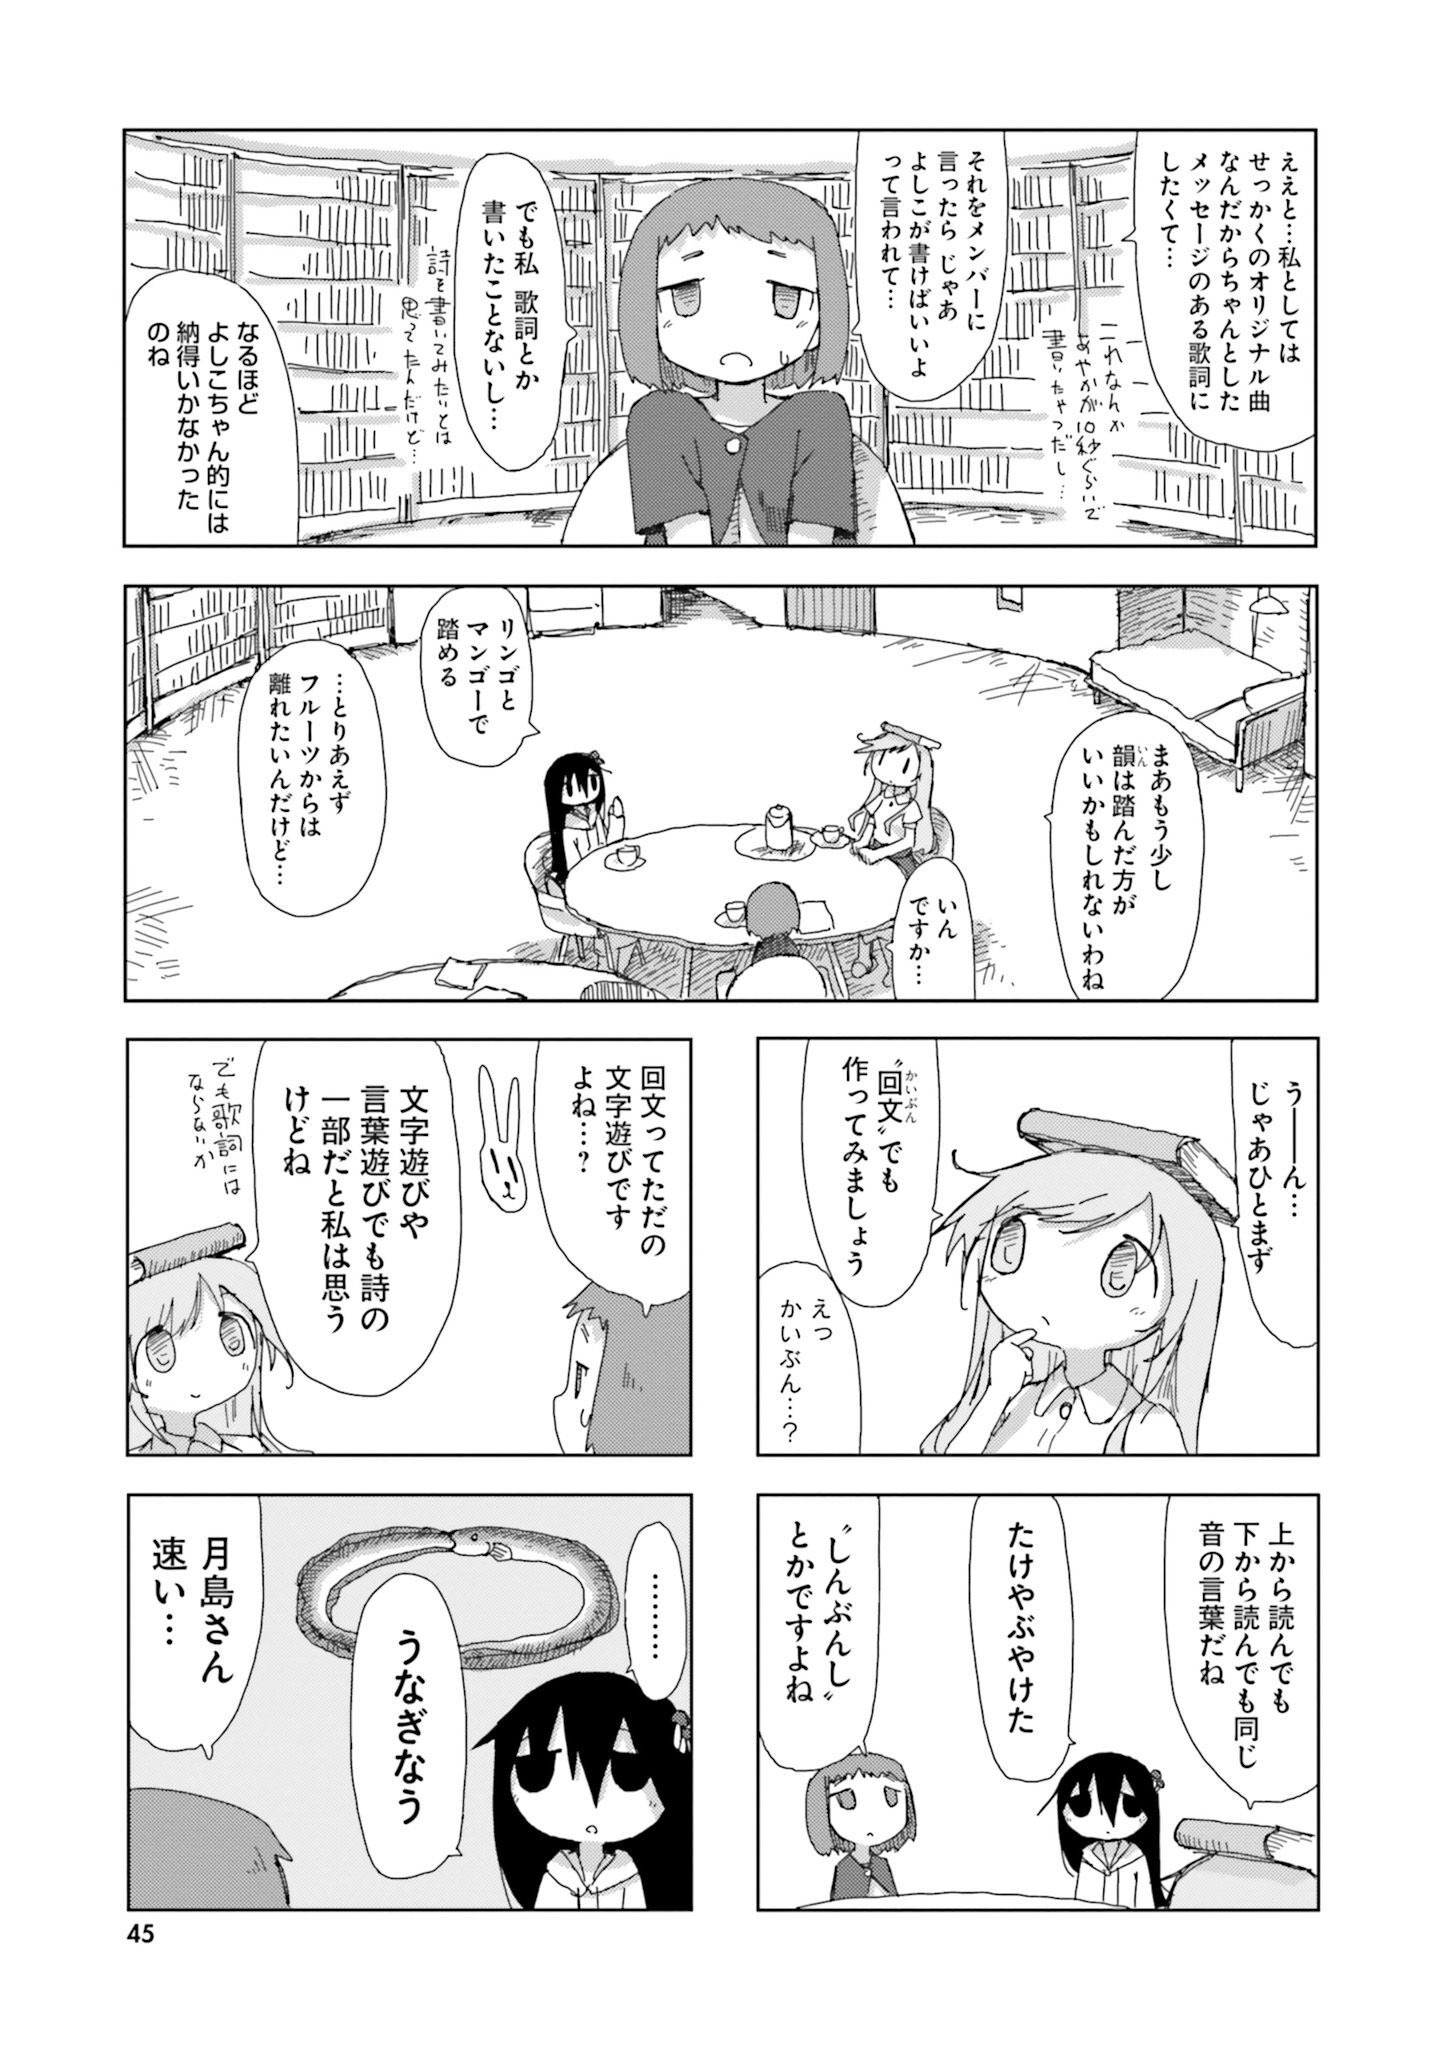 ええと…私としては
せっかくのオリジナル曲
なんだからちゃんとした
メッセージのある歌詞に
したくて…
これなんか
あやかが10秒ぐらいで
書いちゃつだし…
それをメンバーに
言ったら じゃあ
よしこが書けばいいよ
って言われて…
でも私 歌詞とか
書いたことないし…
詩を書いてみたいとは
思ってたんだけど…
なるほど
よしこちゃん的には
納得いかなかった
のね
まあもう少し
韻は踏んだ方が
いん
いいかもしれないわね
いん
ですか…
リンゴと
マンゴーで
踏める
…とりあえず
フルーツからは
離れたいんだけど…
うーーん…
じゃあひとまず
〝回文〟でも
かいぶん
作ってみましょう
えっ
かいぶん…?
回文ってただの
文字遊びです
よね…?
文字遊びや
言葉遊びでも詩の
一部だと私は思う
けどね
でも歌詞には
ならないか
上から読んでも
下から読んでも同じ
音の言葉だね
たけやぶやけた
〝しんぶんし〟
とかですよね
………
うなぎなう
月島さん
速い…
45